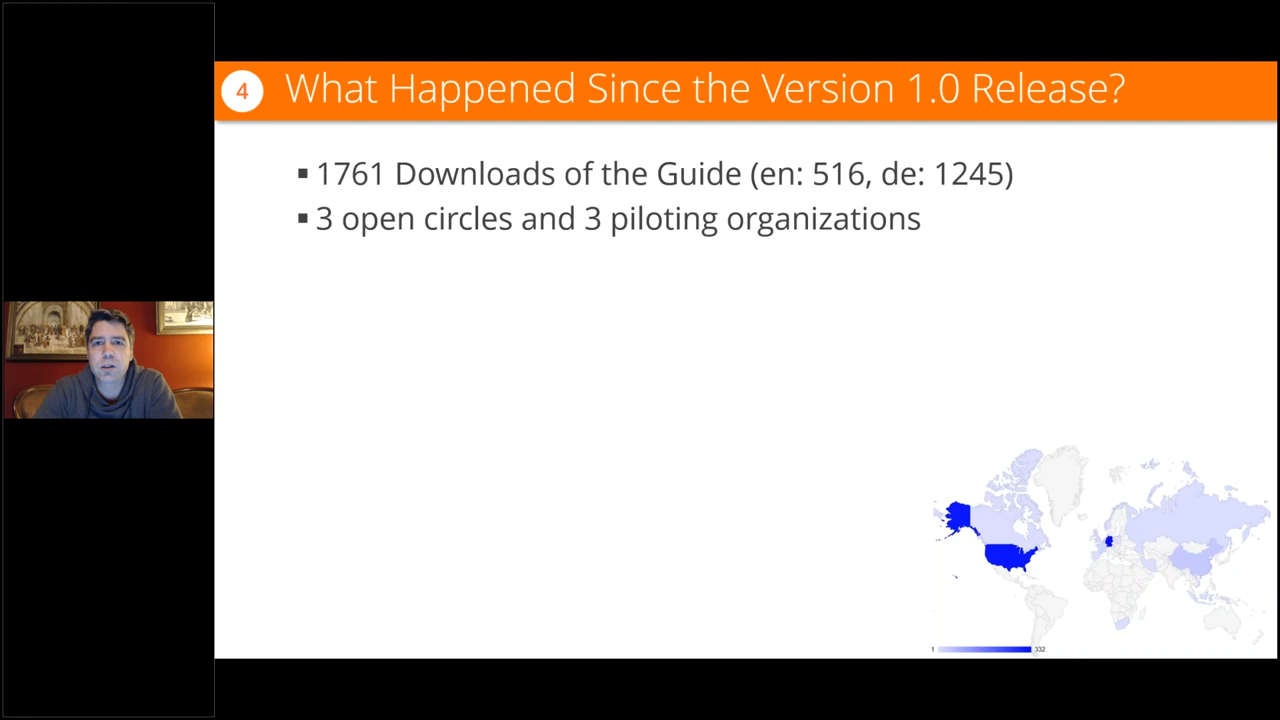 4 What Happened Since the Version 1.0 Release?
▪ 1761 Downloads of the Guide (en: 516, de: 1245)
▪ 3 open circles and 3 piloting organizations
1 332